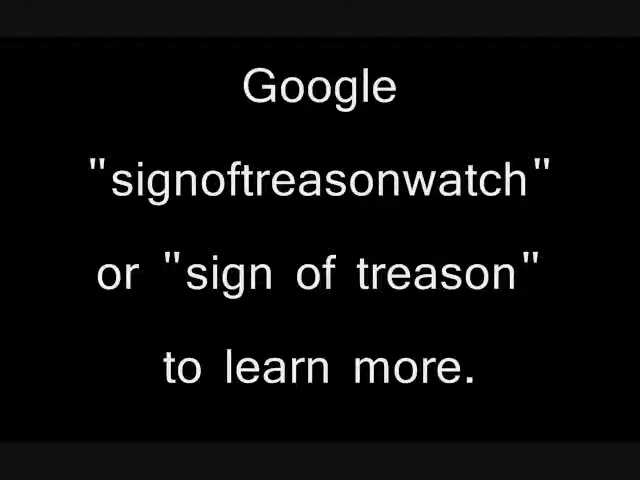 Google
"signoftreasonwatch"
or "sign of treason"
to learn more.